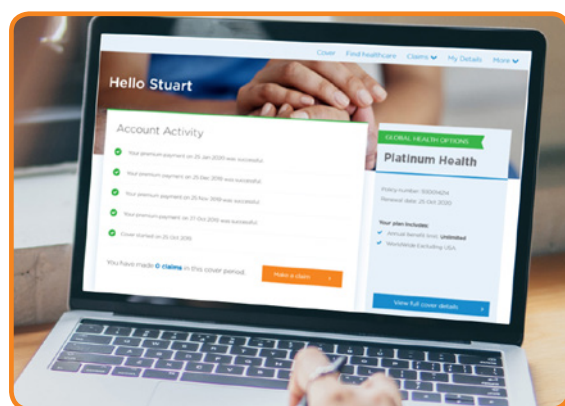 Cover Find healthcare Claims My Details More
Hello Stuart
Account Activity
Your premium payment on 25 Jan 2020 was successful.
Your premium payment on 25 Dec 2019 was successful.
Your premium payment on 25 Nov 2019 was successful.
Your premium payment on 27 Oct 2019 was successful.
Cover started on 25 Oct 2019
You have made 0 claims in this cover period.
Make a claim
GLOBAL HEALTH OPTIONS
Platinum Health
Policy number
Renewal date: 25 Oct 2020
Your plan includes:
Annual benefit limit: Unlimited
Worldwide Excluding USA
View full cover details